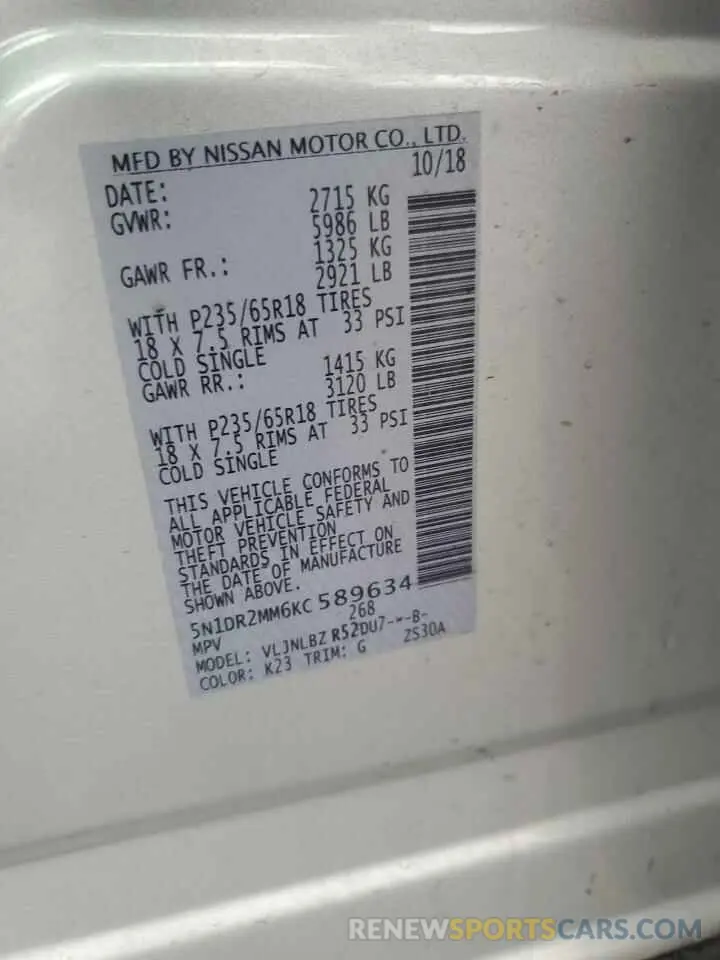 MFD BY NISSAN MOTOR CO., LTD.
DATE: 10/18
GVWR: 2715 KG
5986 LB
GAWR FR.: 1325 KG
2921 LB
WITH P235/65R18 TIRES
18 X 7.5 RIMS AT 33 PSI
COLD SINGLE
GAWR RR.: 1415 KG
3120 LB
WITH P235/65R18 TIRES
18 X 7.5 RIMS AT 33 PSI
COLD SINGLE
THIS VEHICLE CONFORMS TO
ALL APPLICABLE FEDERAL
MOTOR VEHICLE SAFETY AND
THEFT PREVENTION
STANDARDS IN EFFECT ON
THE DATE OF MANUFACTURE
SHOWN ABOVE.
5N1DR2MM6KC589634
MPV 268
MODEL: VLJNLBZ R52DU7-*-B-
COLOR: K23 TRIM: G ZS30A
RENEWSPORTSCARS.COM